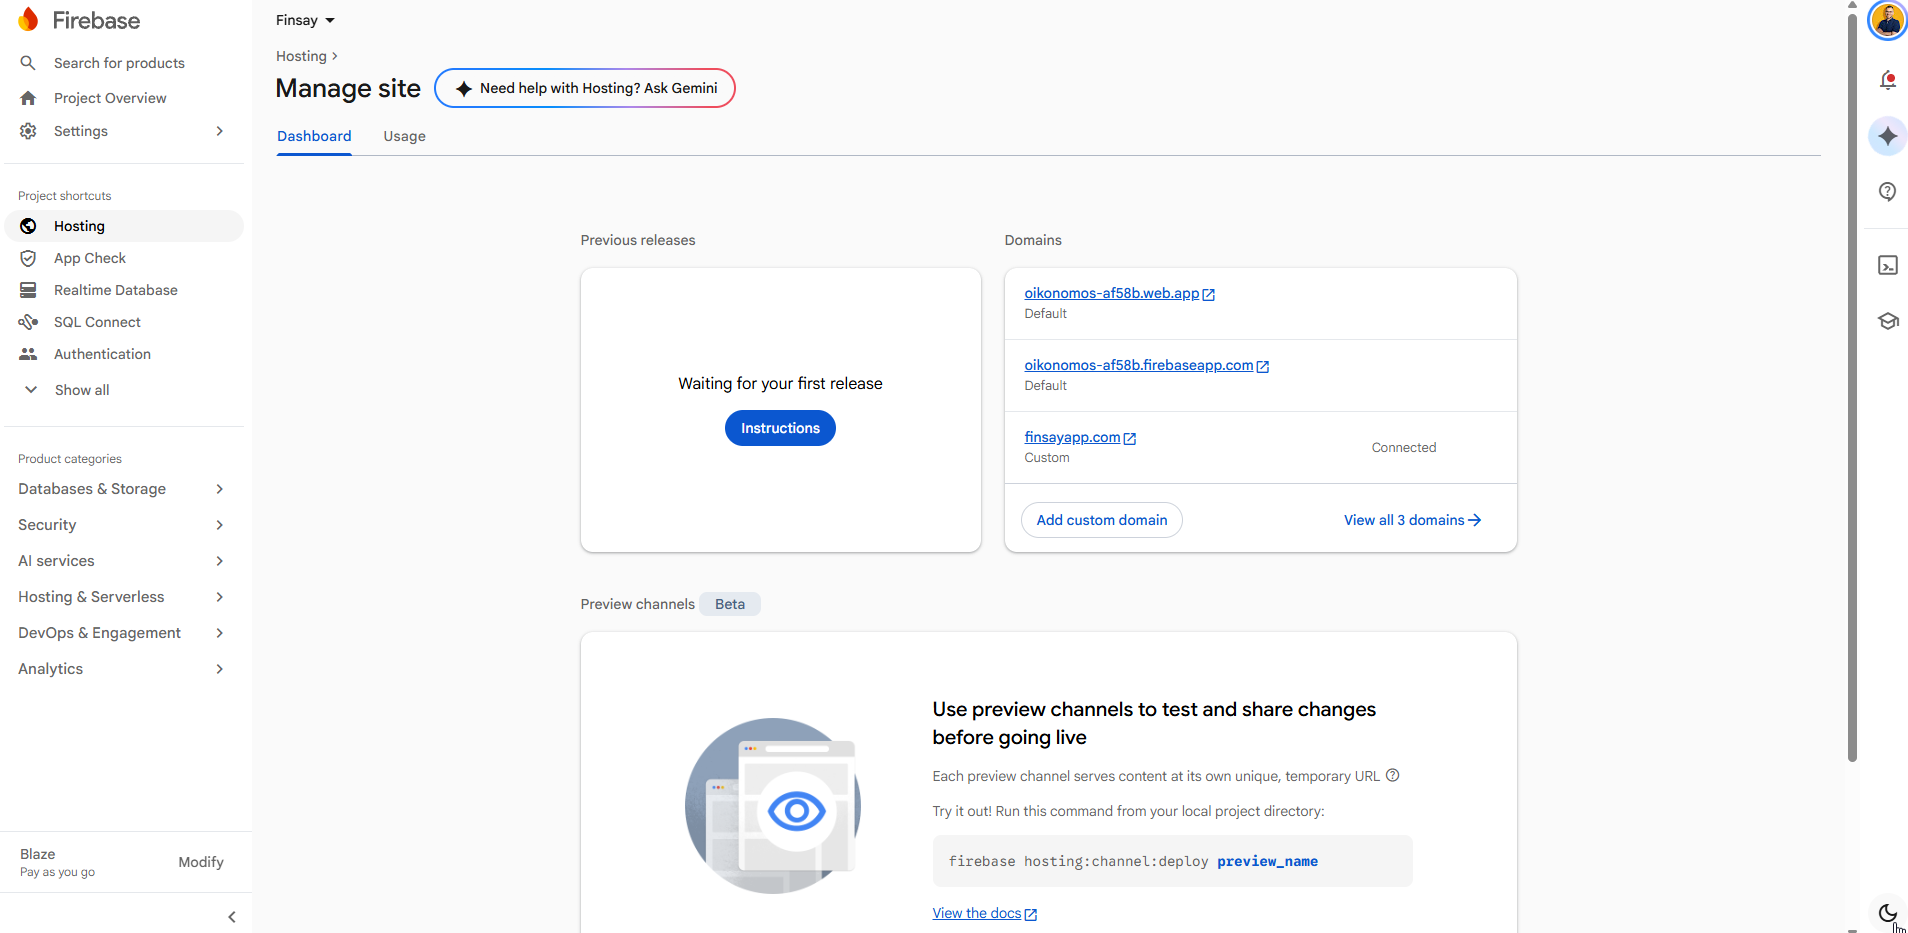 Firebase
Search for products
Project Overview
Settings
Project shortcuts
Hosting
App Check
Realtime Database
SQL Connect
Authentication
Show all
Product categories
Databases & Storage
Security
AI services
Hosting & Serverless
DevOps & Engagement
Analytics
Blaze
Pay as you go
Modify
Finsay
Hosting
Manage site
Need help with Hosting? Ask Gemini
Dashboard
Usage
Previous releases
Waiting for your first release
Instructions
Domains
oikonomos-af58b.web.app
Default
oikonomos-af58b.firebaseapp.com
Default
finsayapp.com
Custom
Connected
Add custom domain
View all 3 domains
Preview channels
Beta
Use preview channels to test and share changes
before going live
Each preview channel serves content at its own unique, temporary URL
Try it out! Run this command from your local project directory:
firebase hosting:channel:deploy preview_name
View the docs